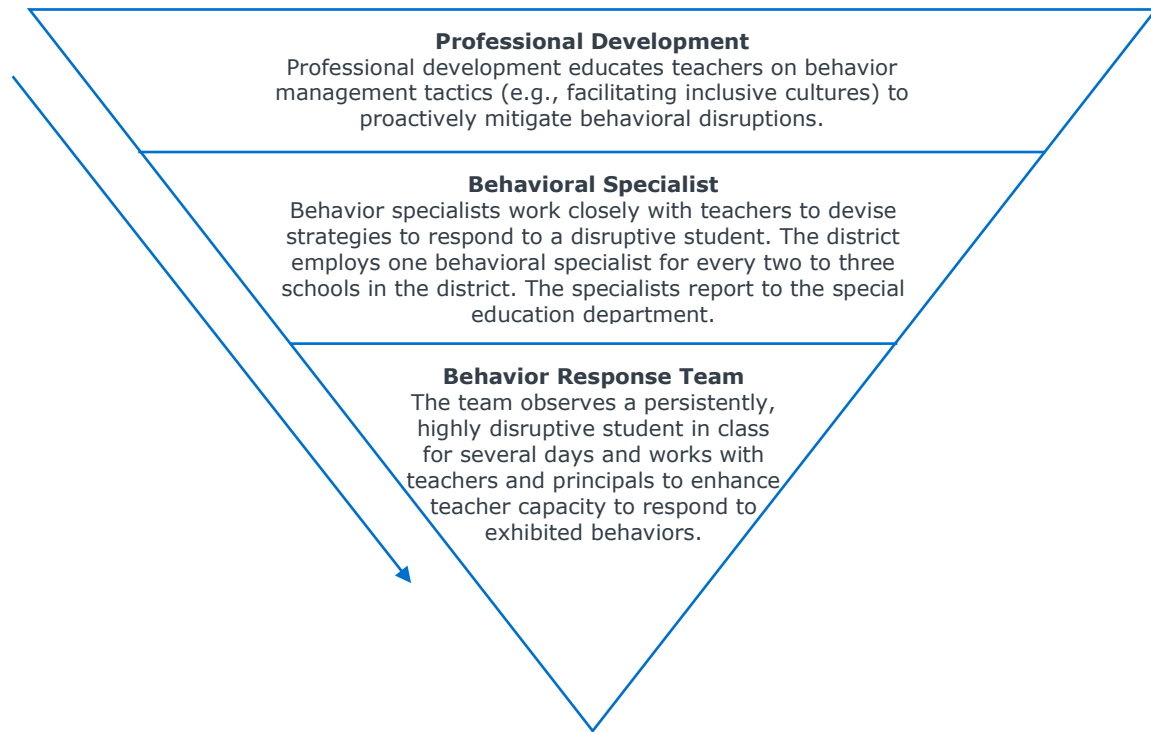 Professional Development
Professional development educates teachers on behavior
management tactics (e.g., facilitating inclusive cultures) to
proactively mitigate behavioral disruptions.
Behavioral Specialist
Behavior specialists work closely with teachers to devise
strategies to respond to a disruptive student. The district
employs one behavioral specialist for every two to three
schools in the district. The specialists report to the special
education department.
Behavior Response Team
The team observes a persistently,
highly disruptive student in class
for several days and works with
teachers and principals to enhance
teacher capacity to respond to
exhibited behaviors.